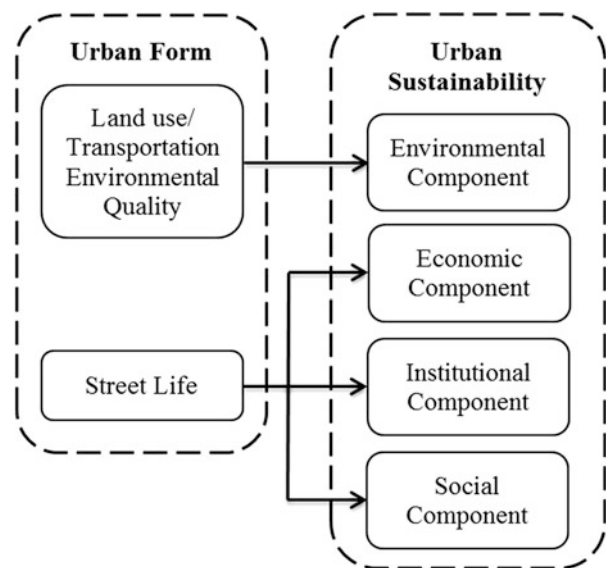 Urban Form
Land use/
Transportation
Environmental
Quality
Street Life
Urban
Sustainability
Environmental
Component
Economic
Component
Institutional
Component
Social
Component